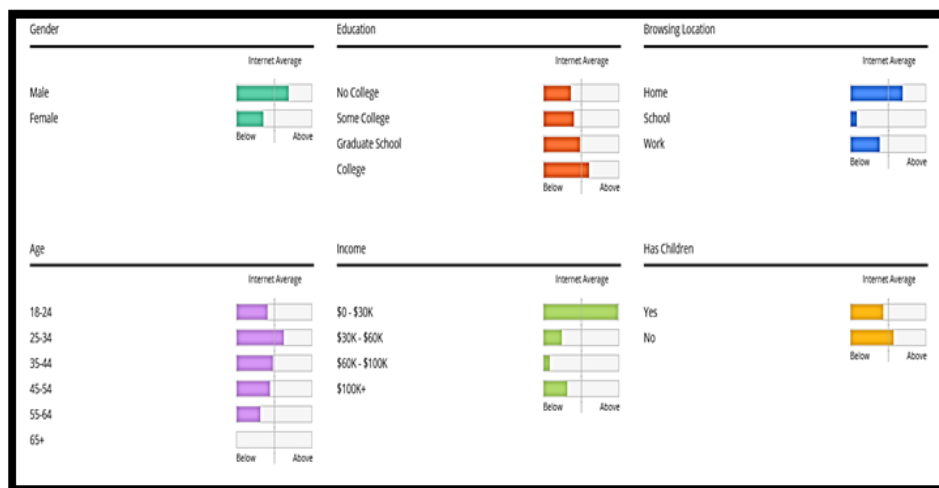 Gender
Internet Average
Male
Female
Below Above
Education
Internet Average
No College
Some College
Graduate School
College
Below Above
Browsing Location
Internet Average
Home
School
Work
Below Above
Age
Internet Average
18-24
25-34
35-44
45-54
55-64
65+
Below Above
Income
Internet Average
$0 - $30K
$30K - $60K
$60K - $100K
$100K+
Below Above
Has Children
Internet Average
Yes
No
Below Above